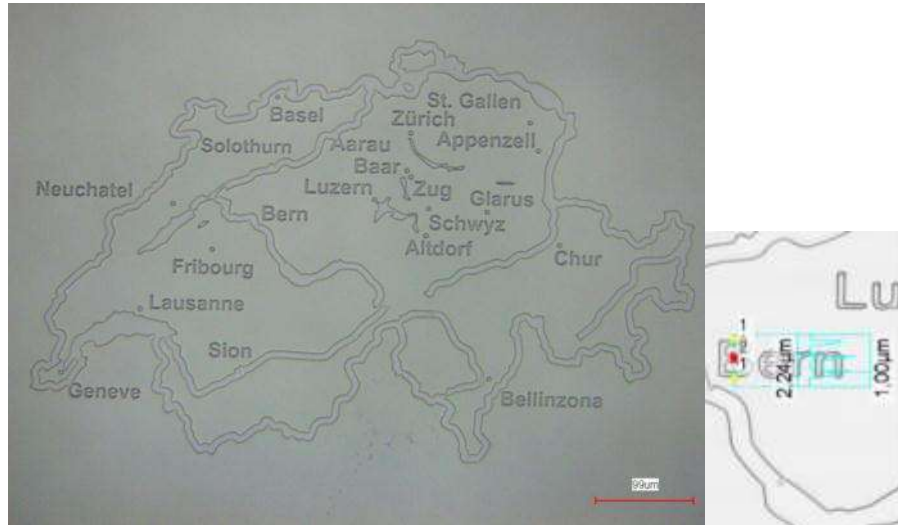 St. Gallen
Basel
Zürich
Solothurn
Aarau
Appenzell
Baar
Neuchatel
Luzern
Zug
Glarus
Bern
Schwyz
Altdorf
Fribourg
Chur
Lausanne
Sion
Geneve
Bellinzona
99um
Lu
Bern
1
2.24µm
1.00µm